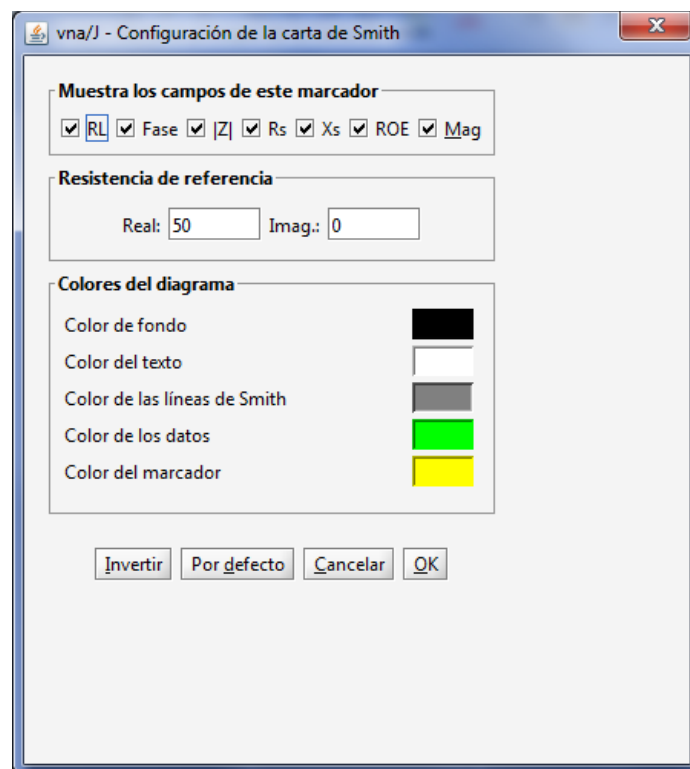 vna/J - Configuración de la carta de Smith
Muestra los campos de este marcador
RL Fase |Z| Rs Xs ROE Mag
Resistencia de referencia
Real: 50 Imag.: 0
Colores del diagrama
Color de fondo
Color del texto
Color de las líneas de Smith
Color de los datos
Color del marcador
Invertir Por defecto Cancelar OK